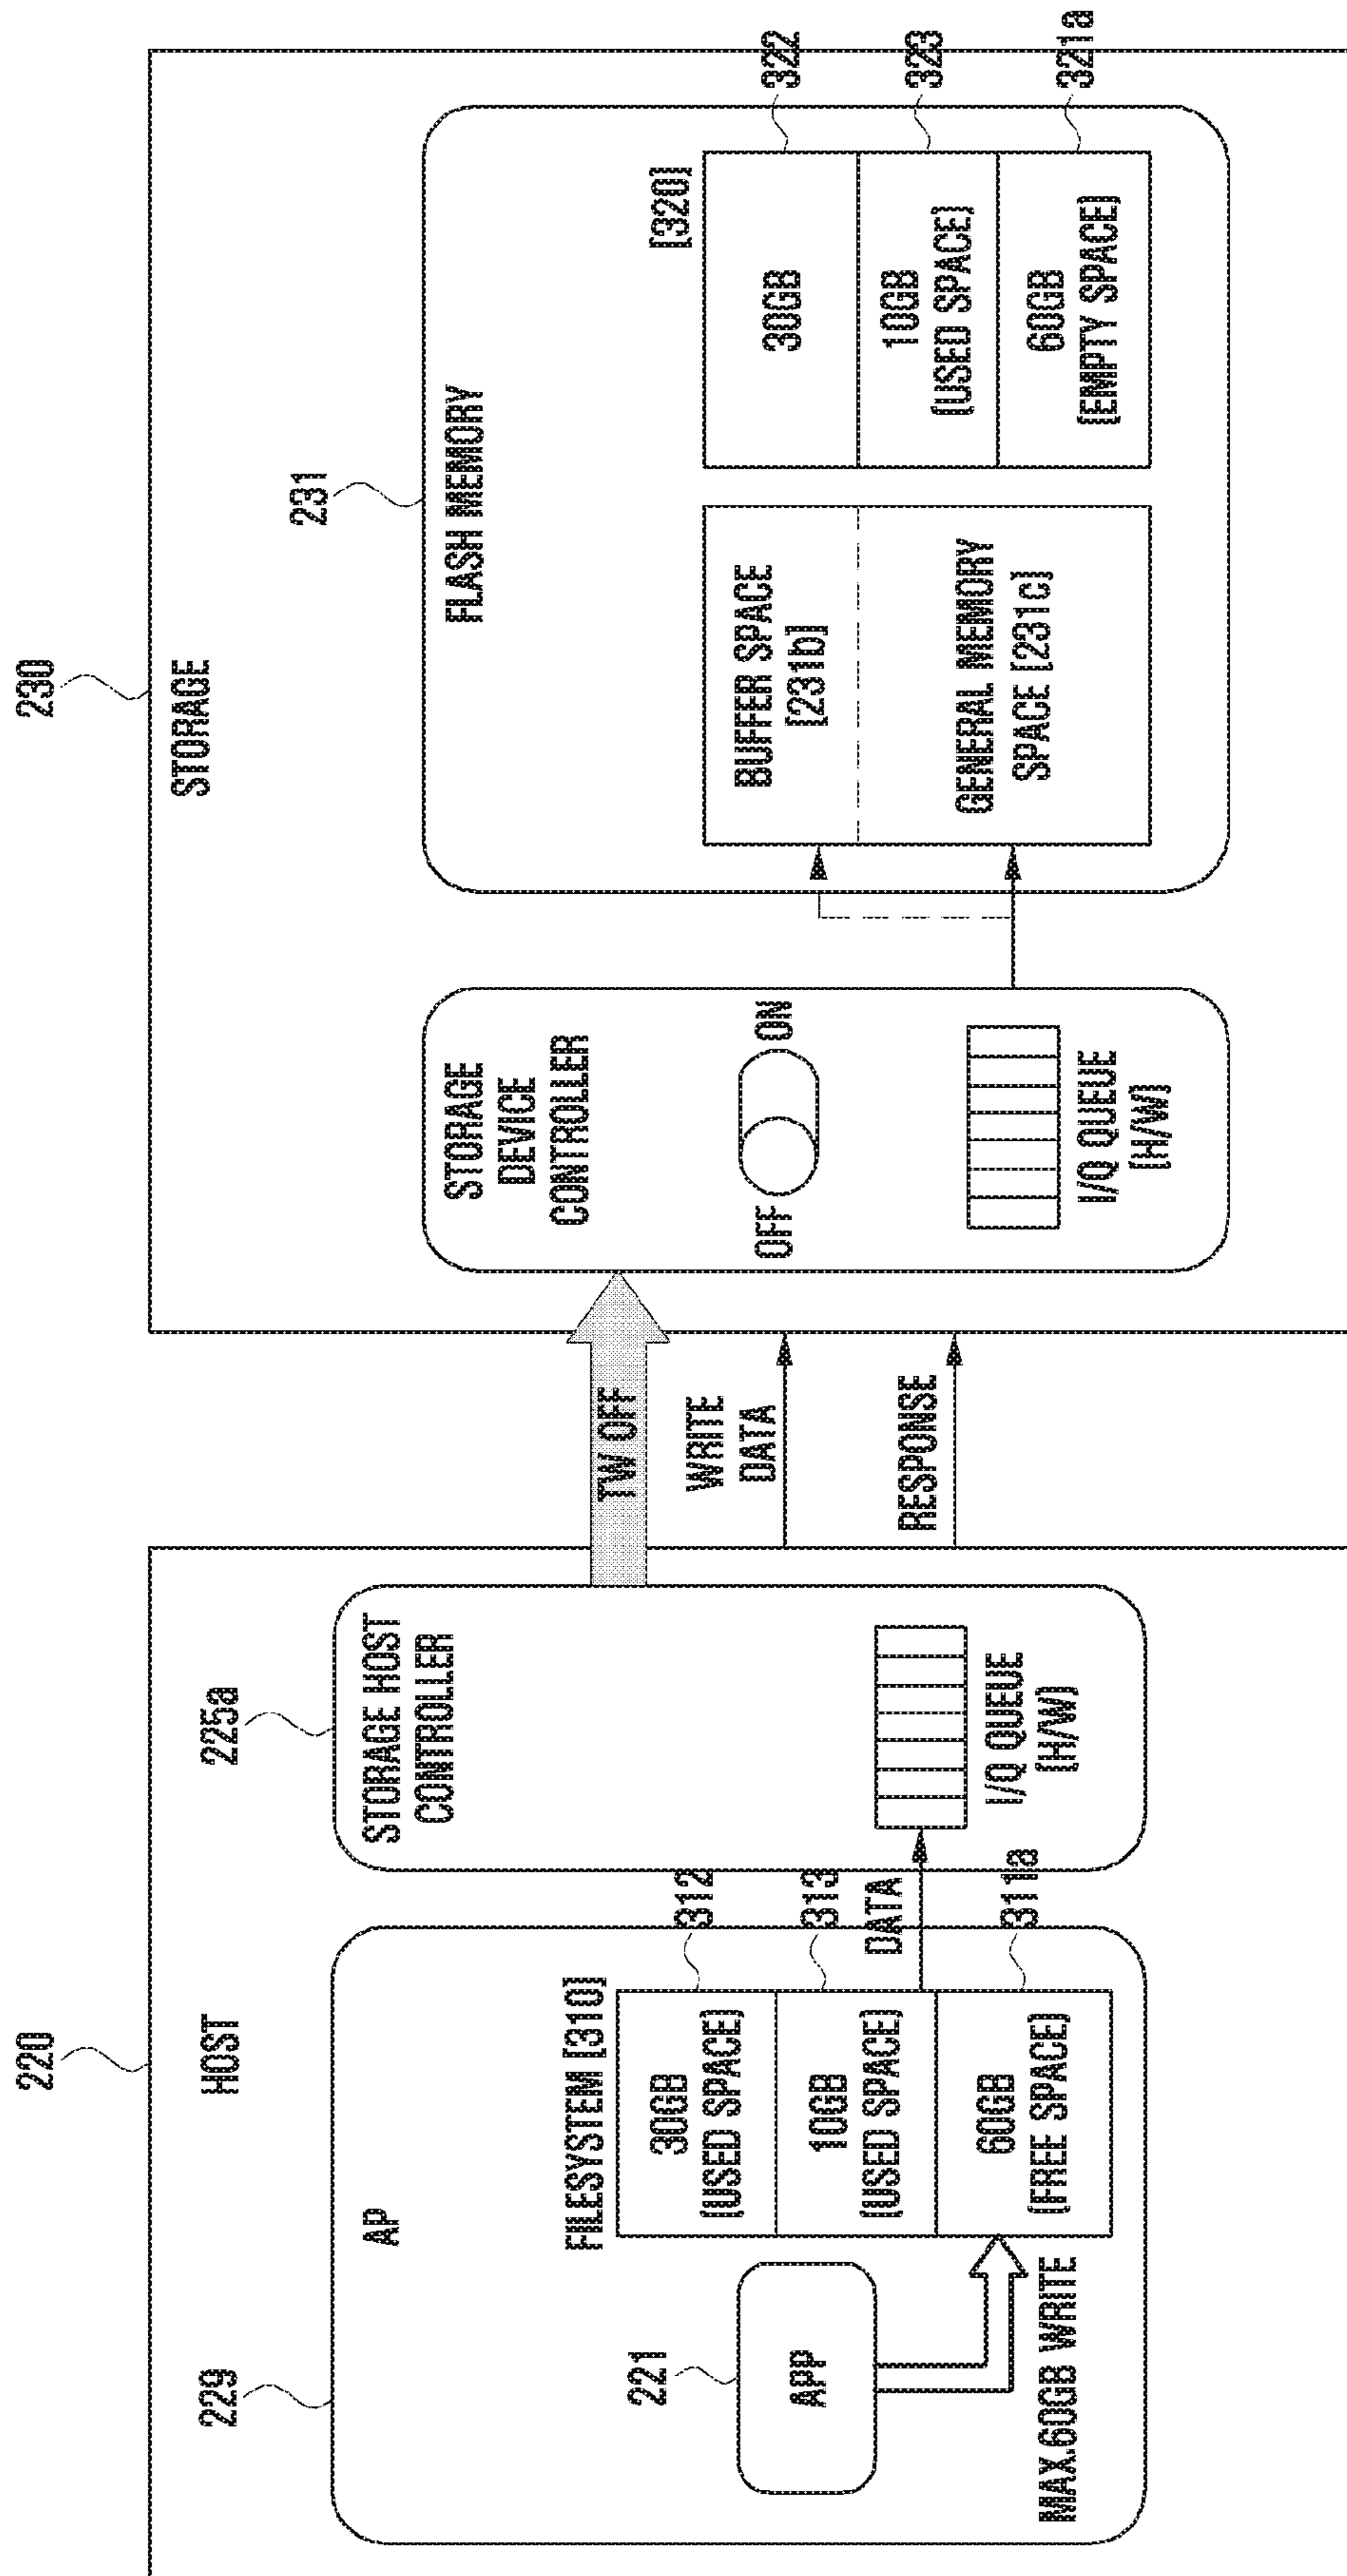 220
HOST
229
AP
221
APP
MAX.60GB WRITE
FILESYSTEM [310]
30GB
(USED SPACE)
312
10GB
(USED SPACE)
313
60GB
(FREE SPACE)
311a
DATA
225a
STORAGE HOST
CONTROLLER
I/Q QUEUE
(H/W)
TW OFF
WRITE
DATA
RESPONSE
230
STORAGE
STORAGE
DEVICE
CONTROLLER
OFF
ON
I/Q QUEUE
(H/W)
231
FLASH MEMORY
BUFFER SPACE
[231b]
GENERAL MEMORY
SPACE [231c]
[320]
30GB
322
10GB
(USED SPACE)
323
60GB
(EMPTY SPACE)
321a